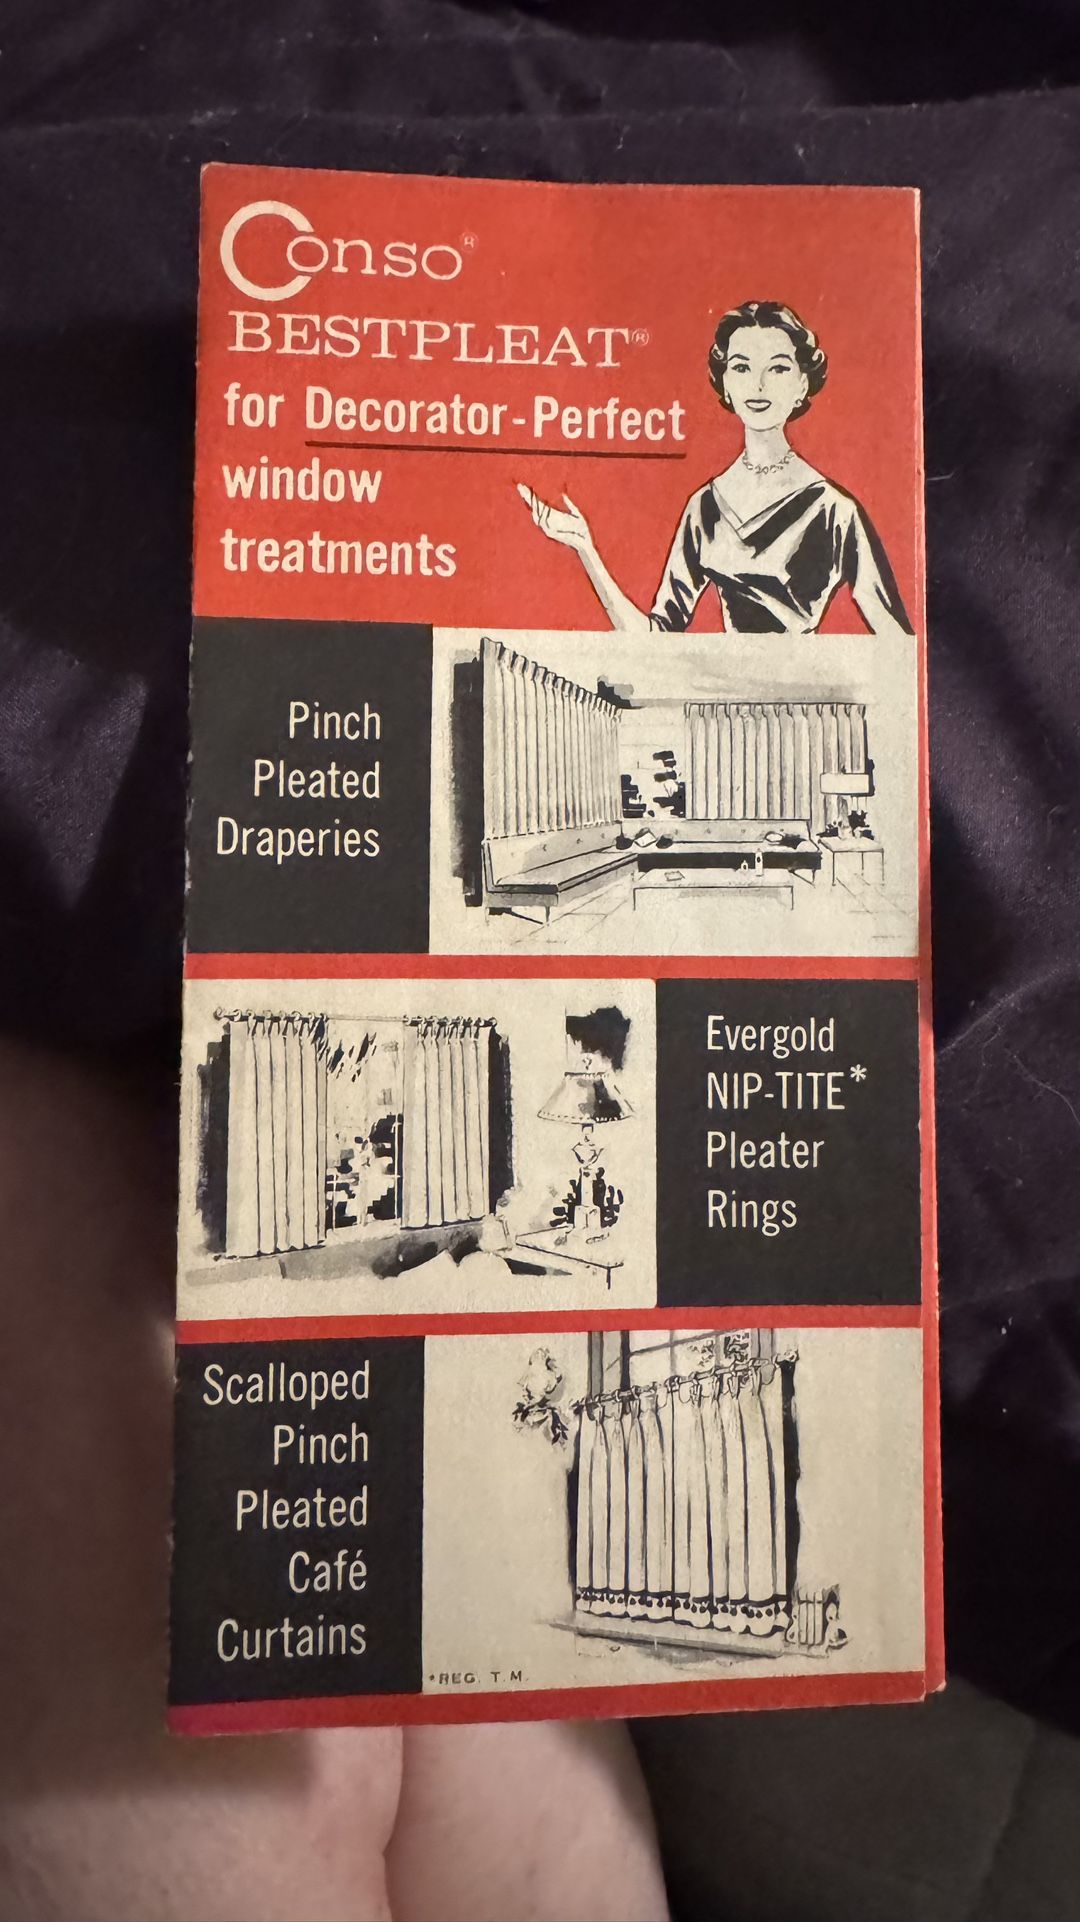 Conso®
BESTPLEAT®
for Decorator-Perfect
window
treatments
Pinch
Pleated
Draperies
Evergold
NIP-TITE*
Pleater
Rings
Scalloped
Pinch
Pleated
Café
Curtains
*REG. T.M.